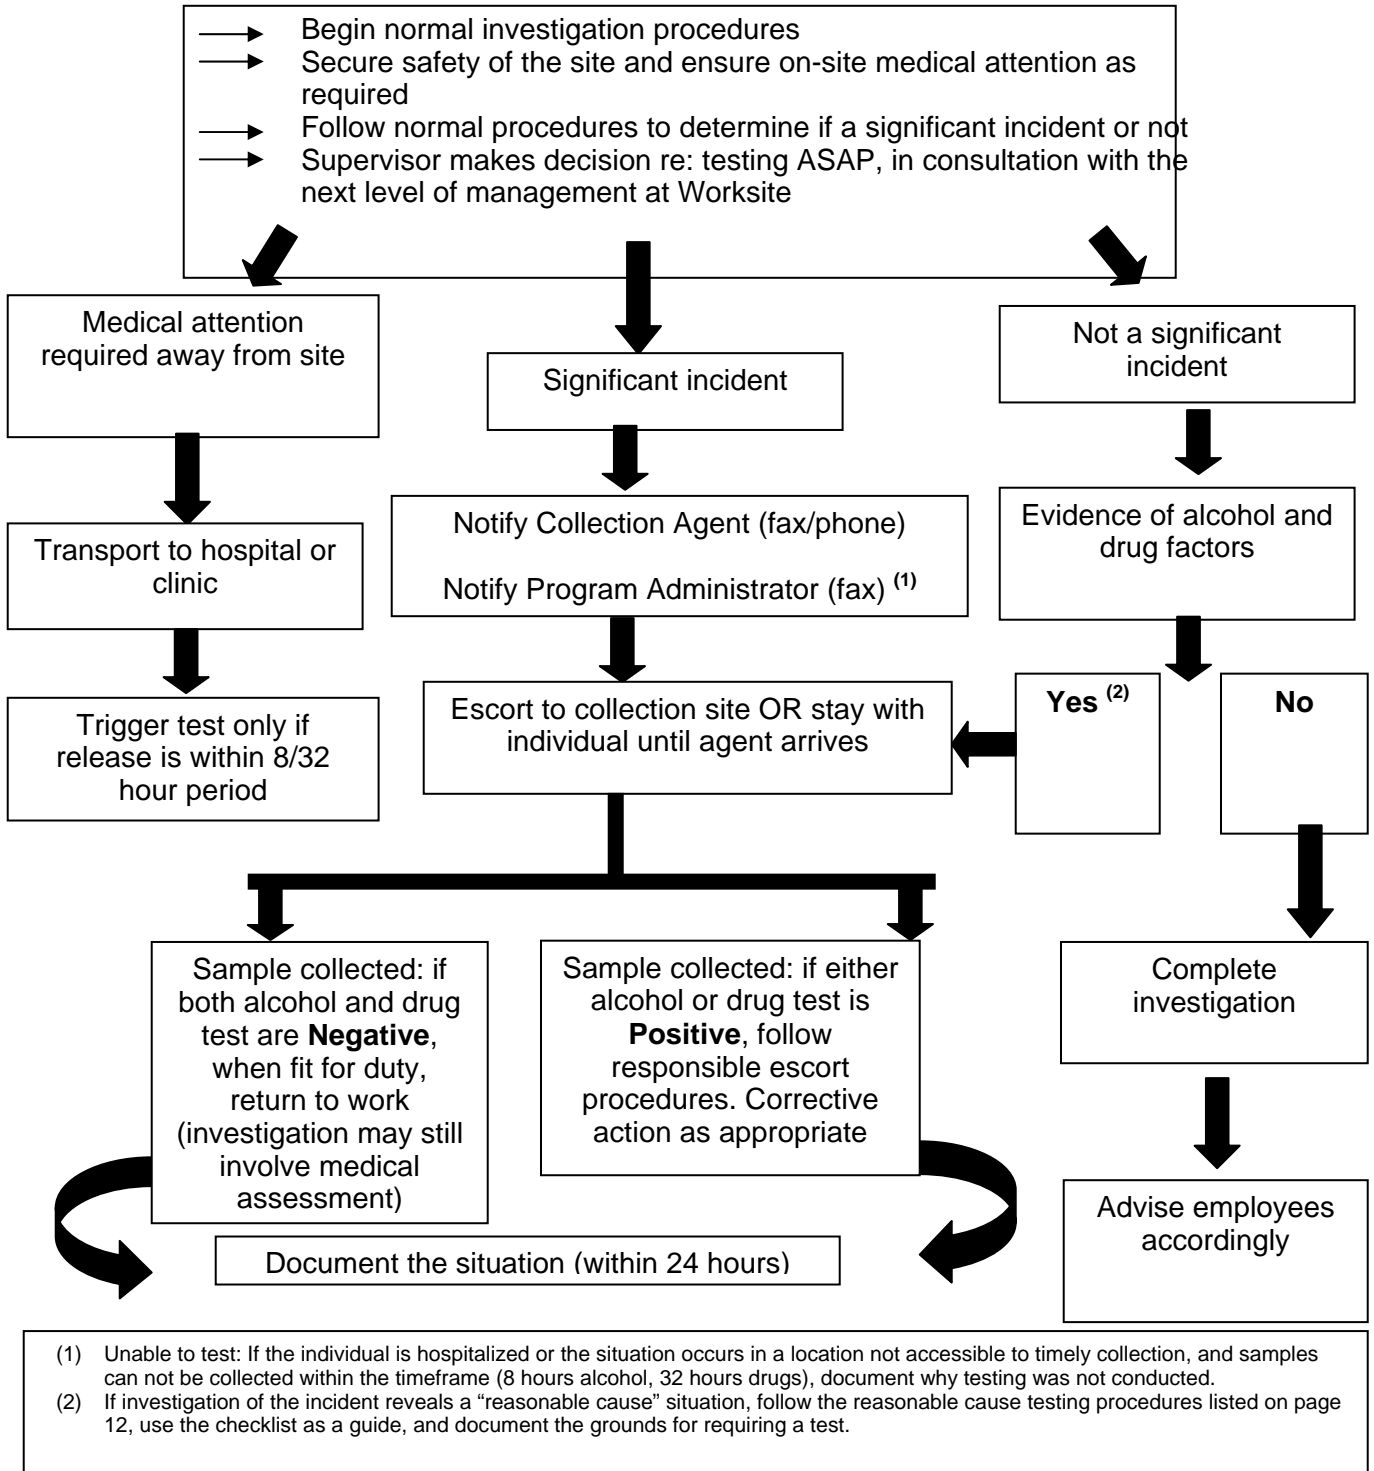 Begin normal investigation procedures
Secure safety of the site and ensure on-site medical attention as
required
Follow normal procedures to determine if a significant incident or not
Supervisor makes decision re: testing ASAP, in consultation with the
next level of management at Worksite
Medical attention
required away from site
Significant incident
Not a significant
incident
Transport to hospital or
clinic
Notify Collection Agent (fax/phone)
Notify Program Administrator (fax) (1)
Evidence of alcohol and
drug factors
Trigger test only if
release is within 8/32
hour period
Escort to collection site OR stay with
individual until agent arrives
Yes (2)
No
Sample collected: if
both alcohol and drug
test are Negative,
when fit for duty,
return to work
(investigation may still
involve medical
assessment)
Sample collected: if either
alcohol or drug test is
Positive, follow
responsible escort
procedures. Corrective
action as appropriate
Complete
investigation
Advise employees
accordingly
Document the situation (within 24 hours)
(1) Unable to test: If the individual is hospitalized or the situation occurs in a location not accessible to timely collection, and samples
can not be collected within the timeframe (8 hours alcohol, 32 hours drugs), document why testing was not conducted.
(2) If investigation of the incident reveals a “reasonable cause” situation, follow the reasonable cause testing procedures listed on page
12, use the checklist as a guide, and document the grounds for requiring a test.